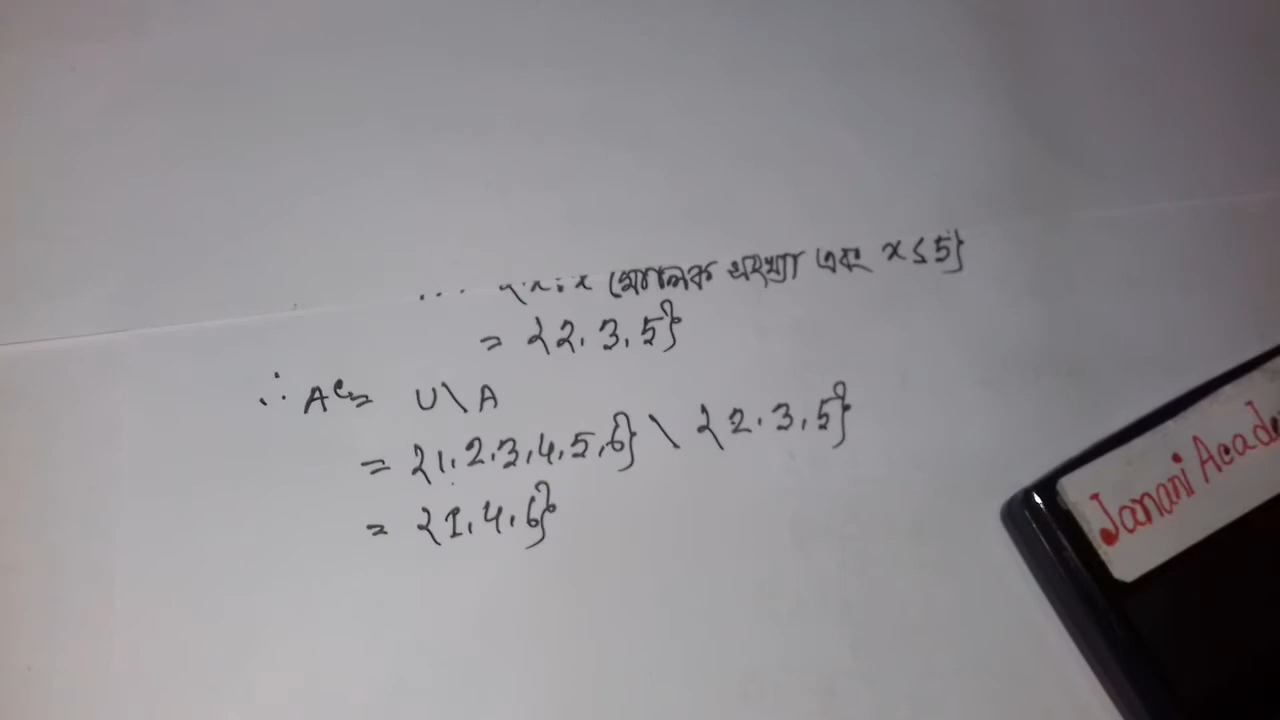 ... {x : x মৌলিক সংখ্যা এবং x ≤ 5}
= {2, 3, 5}
∴ Aᶜ = U \ A
= {1, 2, 3, 4, 5, 6} \ {2, 3, 5}
= {1, 4, 6}
Janani Acade